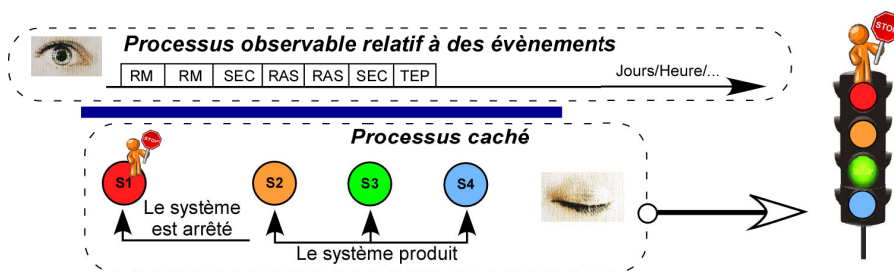 Processus observable relatif à des évènements
RM RM SEC RAS RAS SEC TEP
Jours/Heure/...
Processus caché
STOP
S1 S2 S3 S4
Le système
est arrêté
Le système produit
STOP